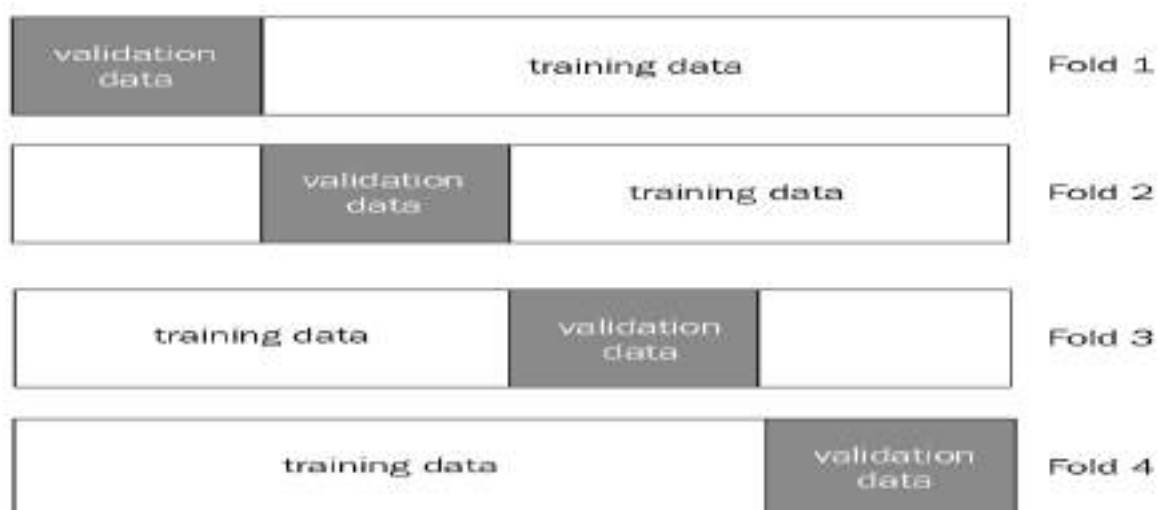 validation
data
training data
Fold 1
validation
data
training data
Fold 2
training data
validation
data
Fold 3
training data
validation
data
Fold 4